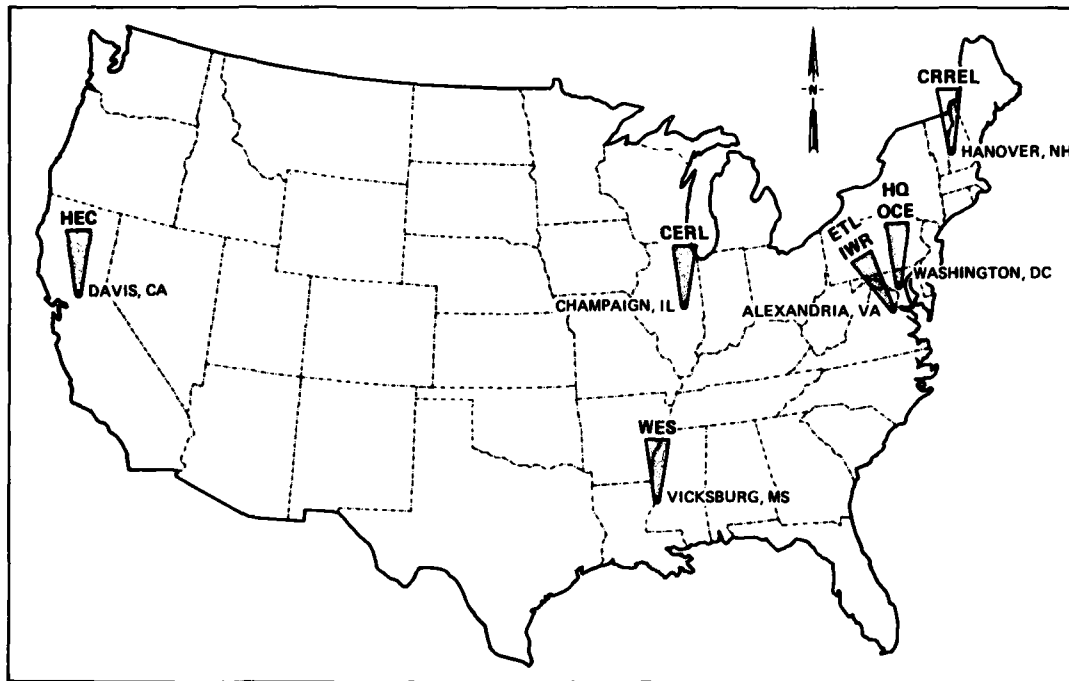 N
CRREL
HANOVER, NH
HQ
OCE
WASHINGTON, DC
ETL
IWR
ALEXANDRIA, VA
HEC
DAVIS, CA
CERL
CHAMPAIGN, IL
WES
VICKSBURG, MS